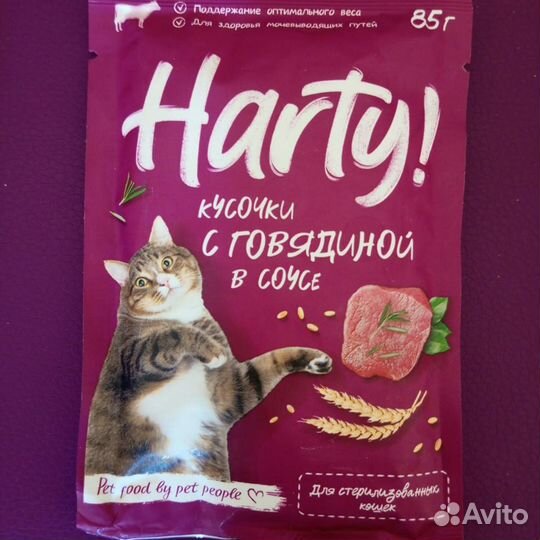 Поддержание оптимального веса
Для здоровья мочевыводящих путей
85 г
Harty!
кусочки
с говядиной
в соусе
Pet food by pet people
Для стерилизованных
кошек
Avito